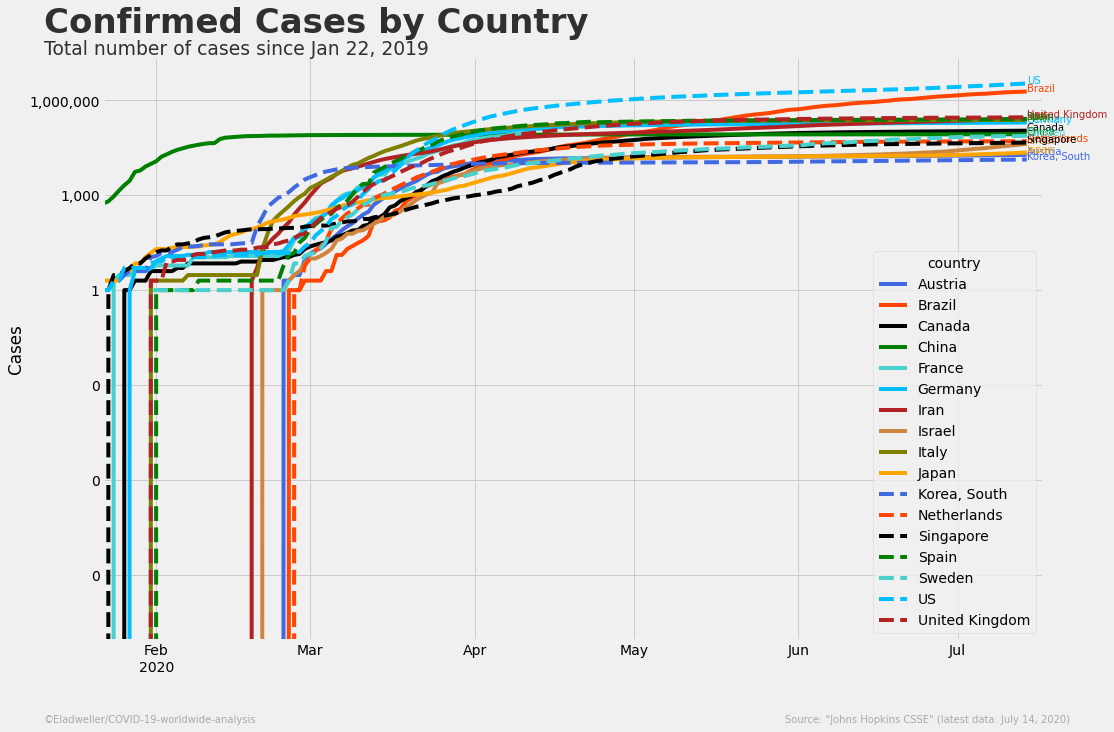 Confirmed Cases by Country
Total number of cases since Jan 22, 2019
1,000,000
1,000
1
0
0
0
Cases
Feb
2020
Mar
Apr
May
Jun
Jul
US
Brazil
United Kingdom
Germany
Canada
Singapore
Korea, South
country
Austria
Brazil
Canada
China
France
Germany
Iran
Israel
Italy
Japan
Korea, South
Netherlands
Singapore
Spain
Sweden
US
United Kingdom
©Eladweller/COVID-19-worldwide-analysis
Source: "Johns Hopkins CSSE" (latest data: July 14, 2020)